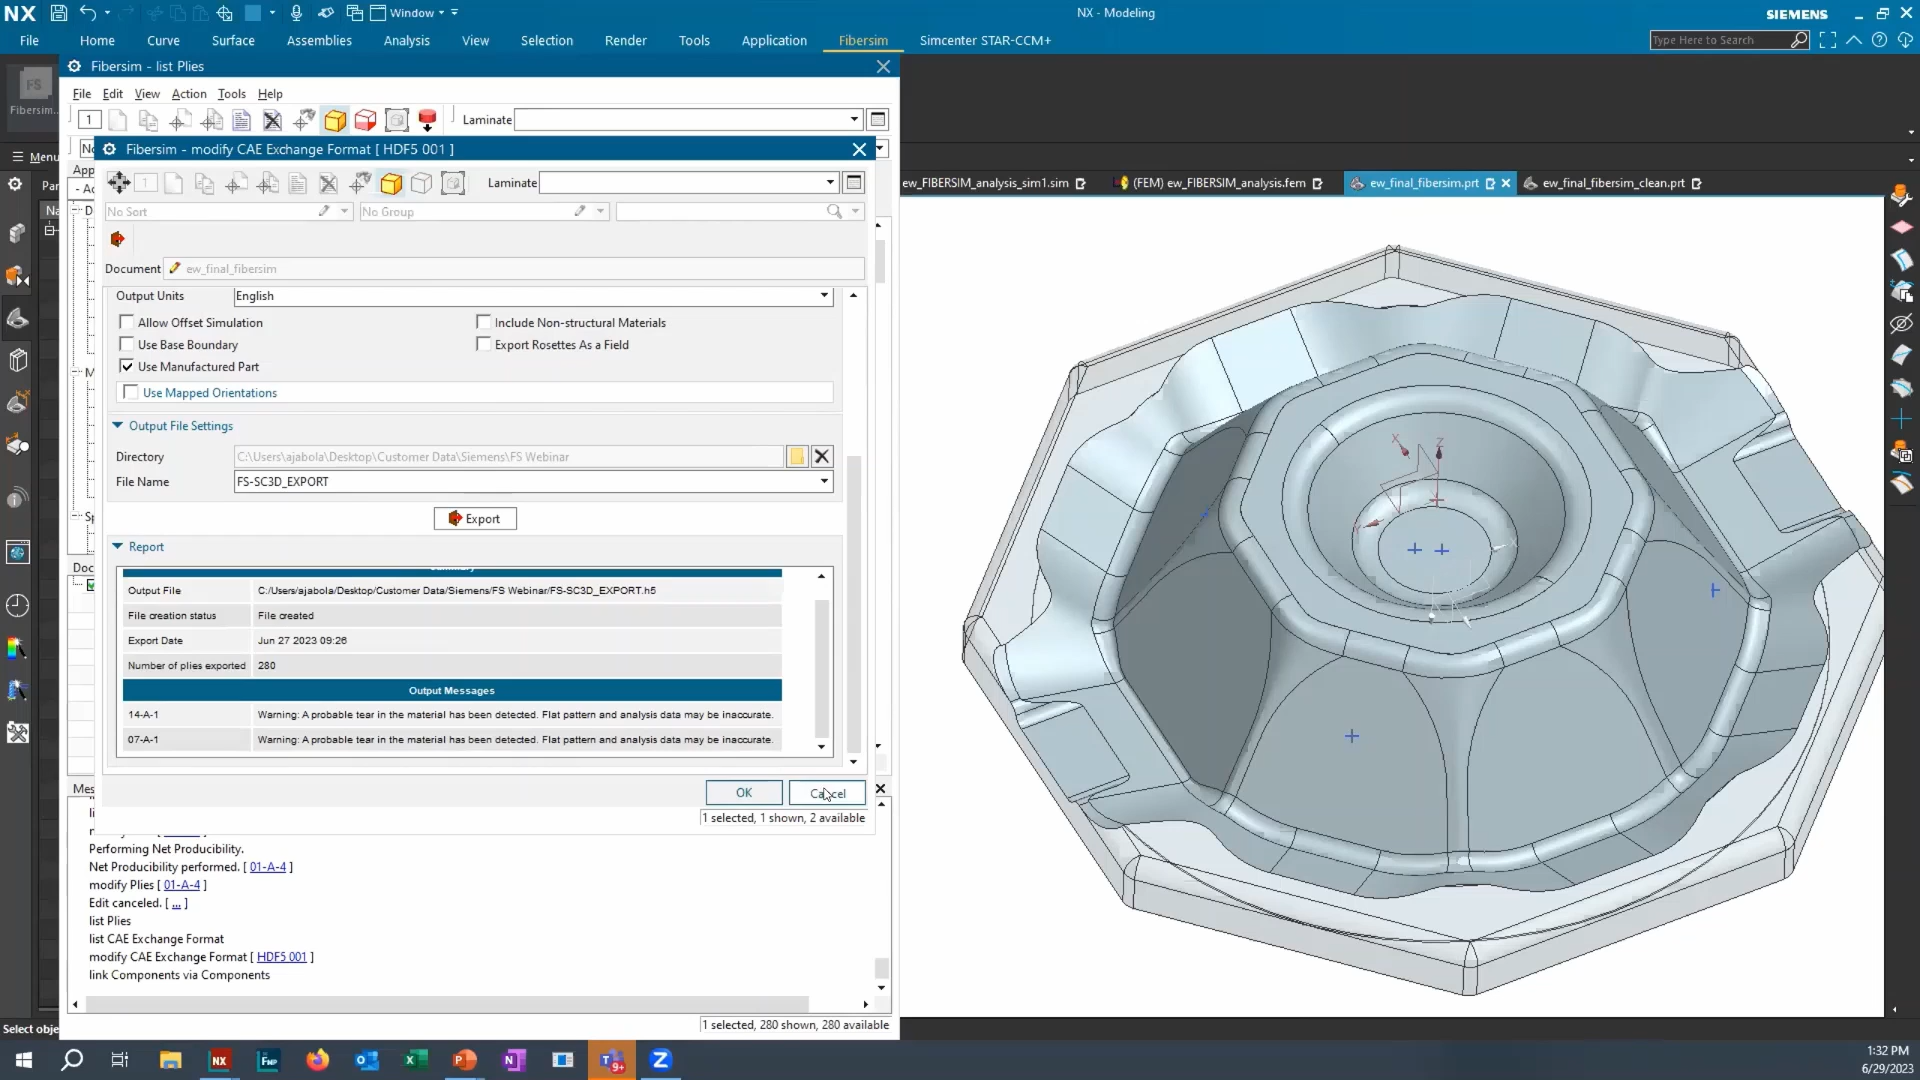 NX
Window
NX - Modeling
SIEMENS
File Home Curve Surface Assemblies Analysis View Selection Render Tools Application Fibersim Simcenter STAR-CCM+
Type Here to Search
Fibersim - list Plies
FS
Fibersim...
File Edit View Action Tools Help
1
Laminate
Menu
Fibersim - modify CAE Exchange Format [ HDF5 001 ]
1
Laminate
ew_FIBERSIM_analysis_sim1.sim
(FEM) ew_FIBERSIM_analysis.fem
ew_final_fibersim.prt
ew_final_fibersim_clean.prt
No Sort
No Group
Document ew_final_fibersim
Output Units English
Allow Offset Simulation
Include Non-structural Materials
Use Base Boundary
Export Rosettes As a Field
Use Manufactured Part
Use Mapped Orientations
Output File Settings
Directory C:\Users\ajabola\Desktop\Customer Data\Siemens\FS Webinar
File Name FS-SC3D_EXPORT
Export
Report
Summary
Output File C:/Users/ajabola/Desktop/Customer Data/Siemens/FS Webinar/FS-SC3D_EXPORT.h5
File creation status File created
Export Date Jun 27 2023 09:26
Number of plies exported 280
Output Messages
14-A-1 Warning: A probable tear in the material has been detected. Flat pattern and analysis data may be inaccurate.
07-A-1 Warning: A probable tear in the material has been detected. Flat pattern and analysis data may be inaccurate.
OK Cancel
1 selected, 1 shown, 2 available
Performing Net Producibility.
Net Producibility performed. [ 01-A-4 ]
modify Plies [ 01-A-4 ]
Edit canceled. [ ... ]
list Plies
list CAE Exchange Format
modify CAE Exchange Format [ HDF5 001 ]
link Components via Components
1 selected, 280 shown, 280 available
Select obje
X
Z
Y
X
NX
FNP
9+
1:32 PM
6/29/2023